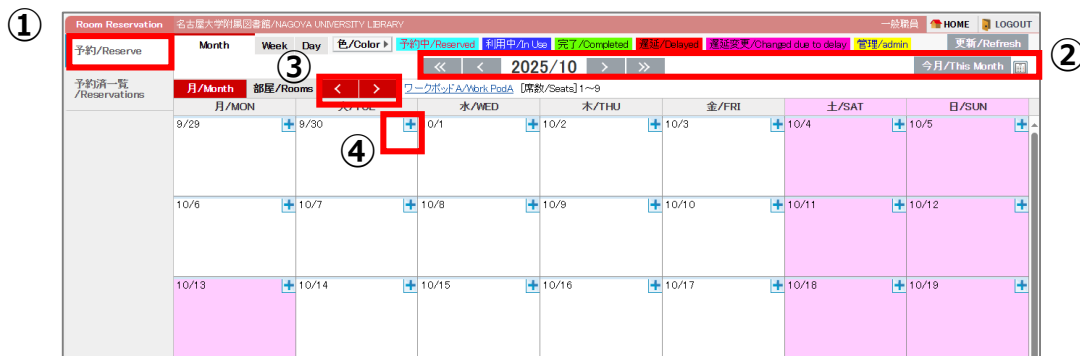 ①
Room Reservation 名古屋大学附属図書館/NAGOYA UNIVERSITY LIBRARY 一般職員 HOME LOGOUT
予約/Reserve
Month Week Day 色/Color 予約中/Reserved 利用中/In Use 完了/Completed 遅延/Delayed 遅延変更/Changed due to delay 管理/admin 更新/Refresh
②
③
≪ < 2025/10 > ≫ 今月/This Month
予約済一覧
/Reservations
月/Month 部屋/Rooms < > ワークポッドA/Work PodA [席数/Seats]1～9
月/MON 火/TUE 水/WED 木/THU 金/FRI 土/SAT 日/SUN
9/29 + 9/30 + 10/1 + 10/2 + 10/3 + 10/4 + 10/5 +
④
10/6 + 10/7 + 10/8 + 10/9 + 10/10 + 10/11 + 10/12 +
10/13 + 10/14 + 10/15 + 10/16 + 10/17 + 10/18 + 10/19 +